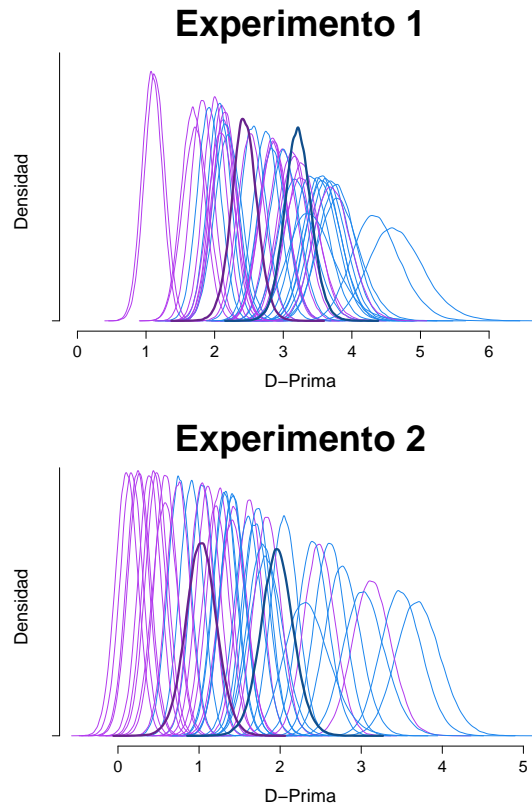 Experimento 1
Densidad
0 1 2 3 4 5 6
D−Prima
Experimento 2
Densidad
0 1 2 3 4 5
D−Prima